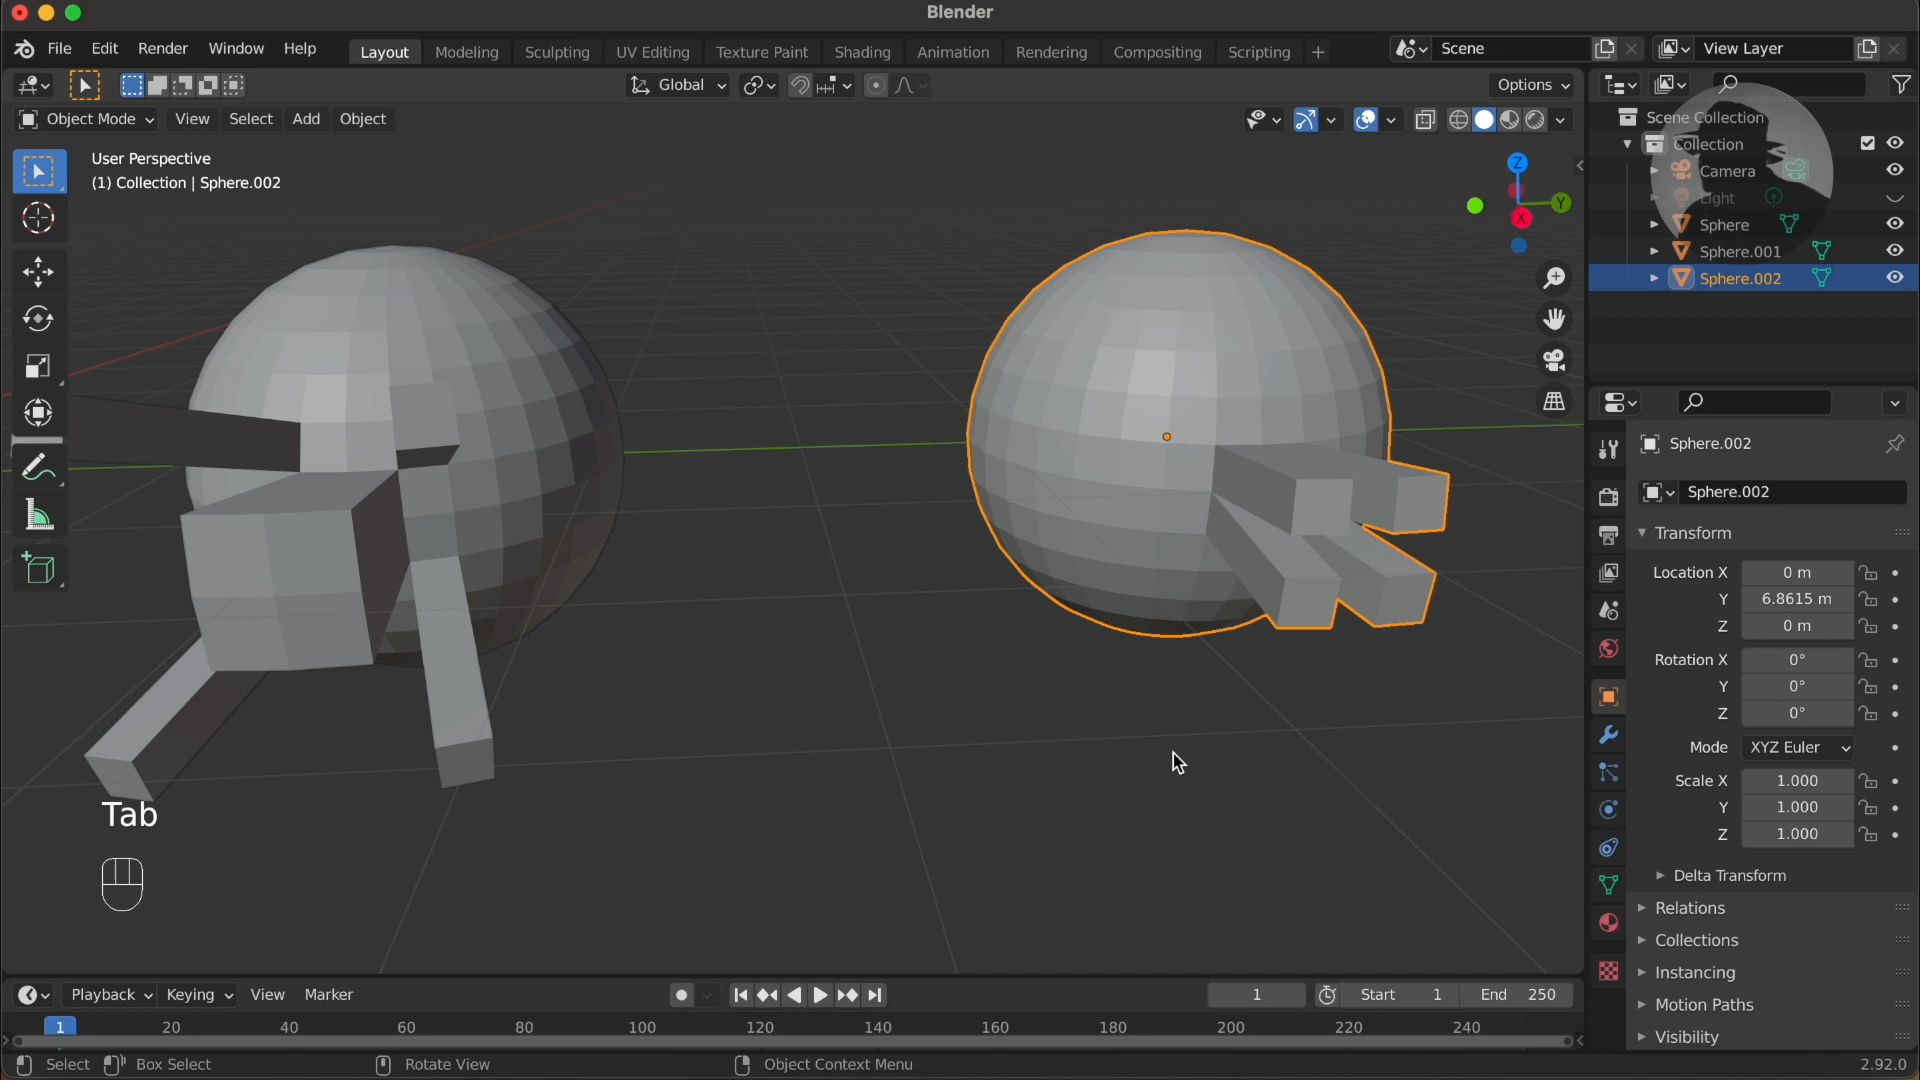 Blender
File Edit Render Window Help Layout Modeling Sculpting UV Editing Texture Paint Shading Animation Rendering Compositing Scripting + Scene View Layer
Global Options
Object Mode View Select Add Object
User Perspective
(1) Collection | Sphere.002
Z
Y
X
Scene Collection
Collection
Camera
Light
Sphere
Sphere.001
Sphere.002
Sphere.002
Sphere.002
Transform
Location X 0 m
Y 6.8615 m
Z 0 m
Rotation X 0°
Y 0°
Z 0°
Mode XYZ Euler
Scale X 1.000
Y 1.000
Z 1.000
Delta Transform
Relations
Collections
Instancing
Motion Paths
Visibility
Tab
Playback Keying View Marker 1 Start 1 End 250
1 20 40 60 80 100 120 140 160 180 200 220 240
Select Box Select Rotate View Object Context Menu 2.92.0